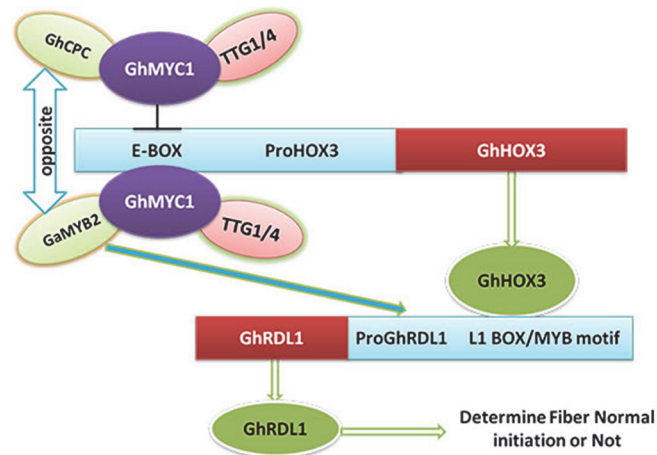 GhCPC
GhMYC1
TTG1/4
opposite
E-BOX ProHOX3 GhHOX3
GhMYC1
GaMYB2
TTG1/4
GhHOX3
GhRDL1 ProGhRDL1 L1 BOX/MYB motif
GhRDL1
Determine Fiber Normal
initiation or Not